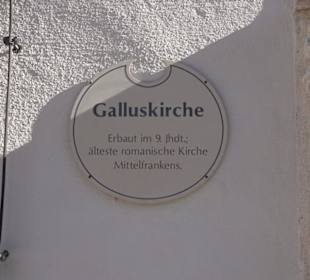 Galluskirche
Erbaut im 9. Jhdt.;
älteste romanische Kirche
Mittelfrankens.